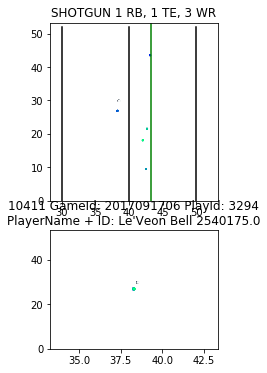 SHOTGUN 1 RB, 1 TE, 3 WR
50
40
30
20
10
0
30 35 40 45 50
10411 GameId: 2017091706 PlayId: 3294
PlayerName + ID: Le'Veon Bell 2540175.0
40
20
0
35.0 37.5 40.0 42.5